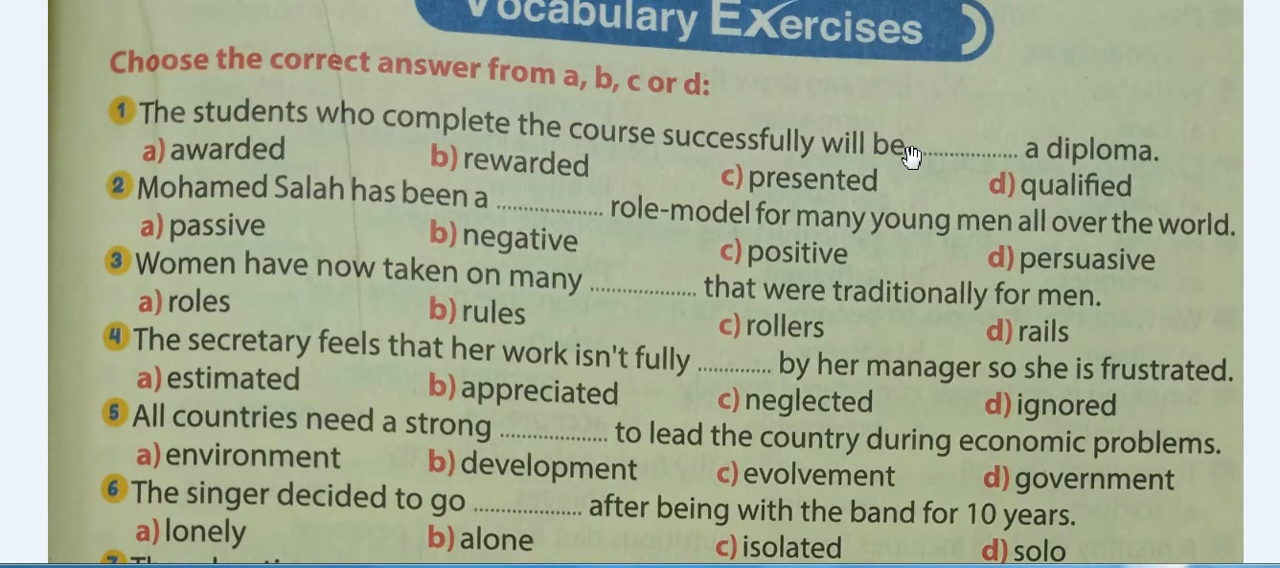 Vocabulary Exercises
Choose the correct answer from a, b, c or d:
1 The students who complete the course successfully will be .................. a diploma.
a) awarded b) rewarded c) presented d) qualified
2 Mohamed Salah has been a .................. role-model for many young men all over the world.
a) passive b) negative c) positive d) persuasive
3 Women have now taken on many .................. that were traditionally for men.
a) roles b) rules c) rollers d) rails
4 The secretary feels that her work isn't fully ............. by her manager so she is frustrated.
a) estimated b) appreciated c) neglected d) ignored
5 All countries need a strong .................. to lead the country during economic problems.
a) environment b) development c) evolvement d) government
6 The singer decided to go .................. after being with the band for 10 years.
a) lonely b) alone c) isolated d) solo